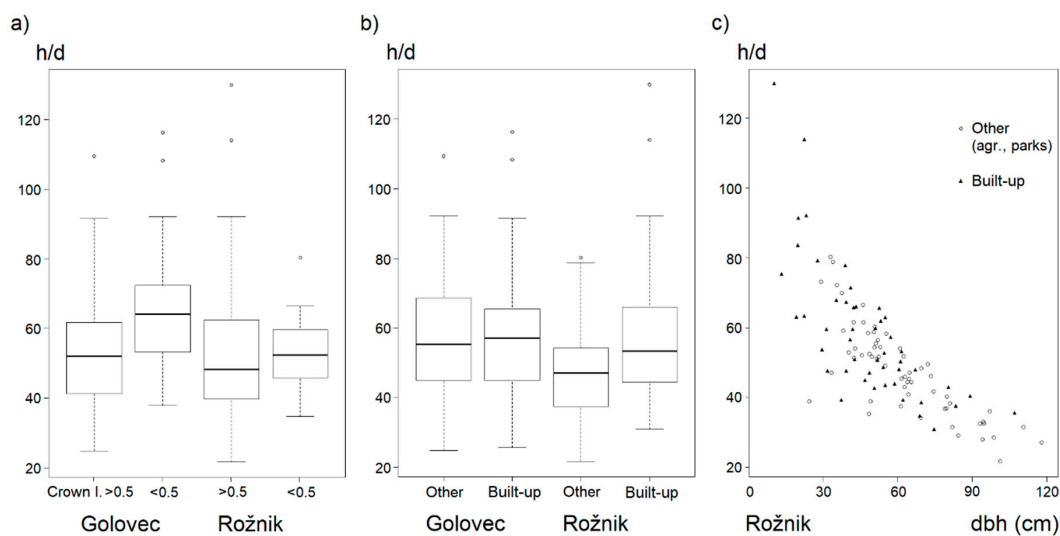 a)
h/d
120
100
80
60
40
20
Crown l. >0.5 <0.5 >0.5 <0.5
Golovec Rožnik
b)
h/d
120
100
80
60
40
20
Other Built-up Other Built-up
Golovec Rožnik
c)
h/d
120
100
80
60
40
20
Other
(agr., parks)
Built-up
0 30 60 90 120
Rožnik dbh (cm)